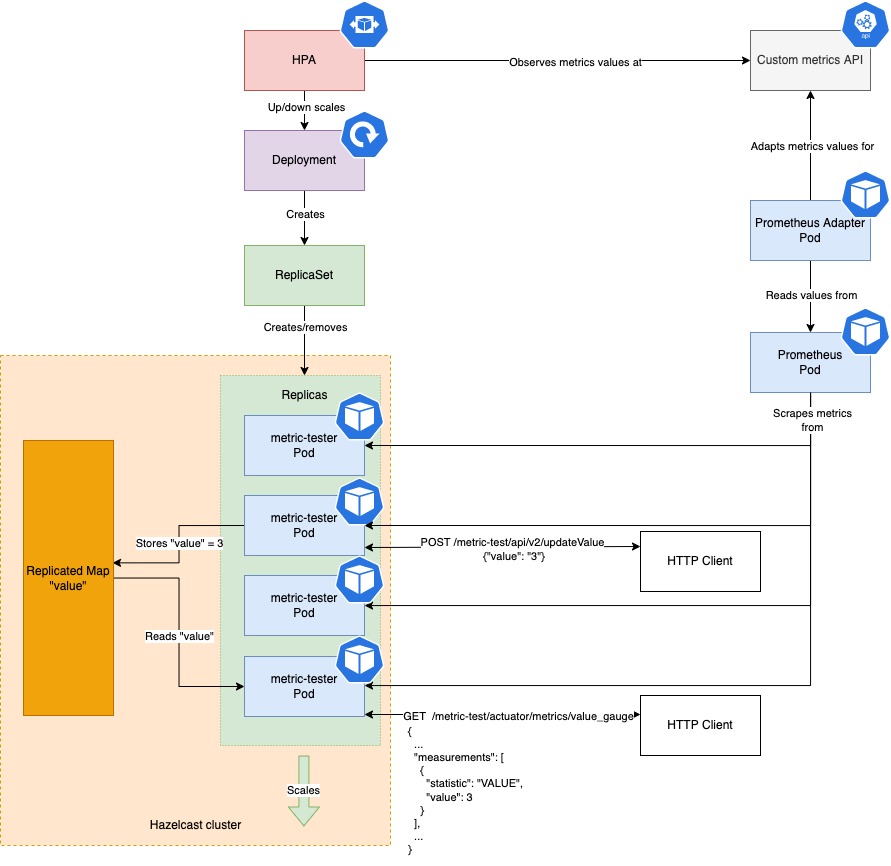 HPA
Observes metrics values at
Custom metrics API
api
Up/down scales
Deployment
Adapts metrics values for
Creates
Prometheus Adapter
Pod
ReplicaSet
Reads values from
Creates/removes
Prometheus
Pod
Scrapes metrics
from
Replicas
metric-tester
Pod
metric-tester
Pod
Stores "value" = 3
POST /metric-test/api/v2/updateValue
{"value": "3"}
HTTP Client
Replicated Map
"value"
metric-tester
Pod
Reads "value"
metric-tester
Pod
GET /metric-test/actuator/metrics/value_gauge
{
...
"measurements": [
{
"statistic": "VALUE",
"value": 3
}
],
...
}
HTTP Client
Scales
Hazelcast cluster